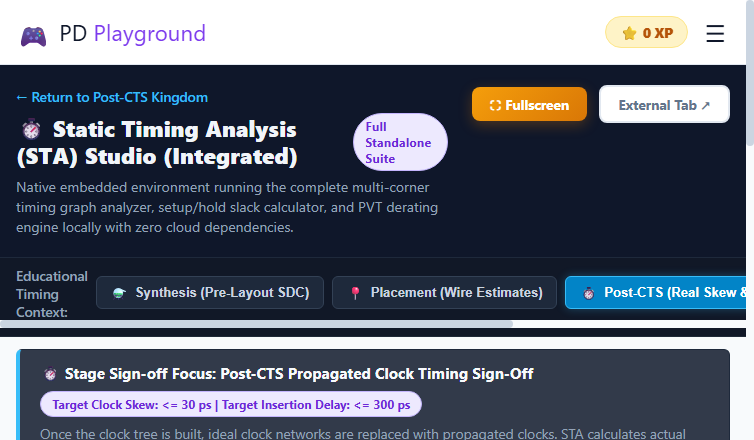 PD Playground
0 XP
← Return to Post-CTS Kingdom
Static Timing Analysis
(STA) Studio (Integrated)
Full
Standalone
Suite
Fullscreen
External Tab ↗
Native embedded environment running the complete multi-corner
timing graph analyzer, setup/hold slack calculator, and PVT derating
engine locally with zero cloud dependencies.
Educational
Timing
Context:
Synthesis (Pre-Layout SDC)
Placement (Wire Estimates)
Post-CTS (Real Skew &
Stage Sign-off Focus: Post-CTS Propagated Clock Timing Sign-Off
Target Clock Skew: <= 30 ps | Target Insertion Delay: <= 300 ps
Once the clock tree is built, ideal clock networks are replaced with propagated clocks. STA calculates actual